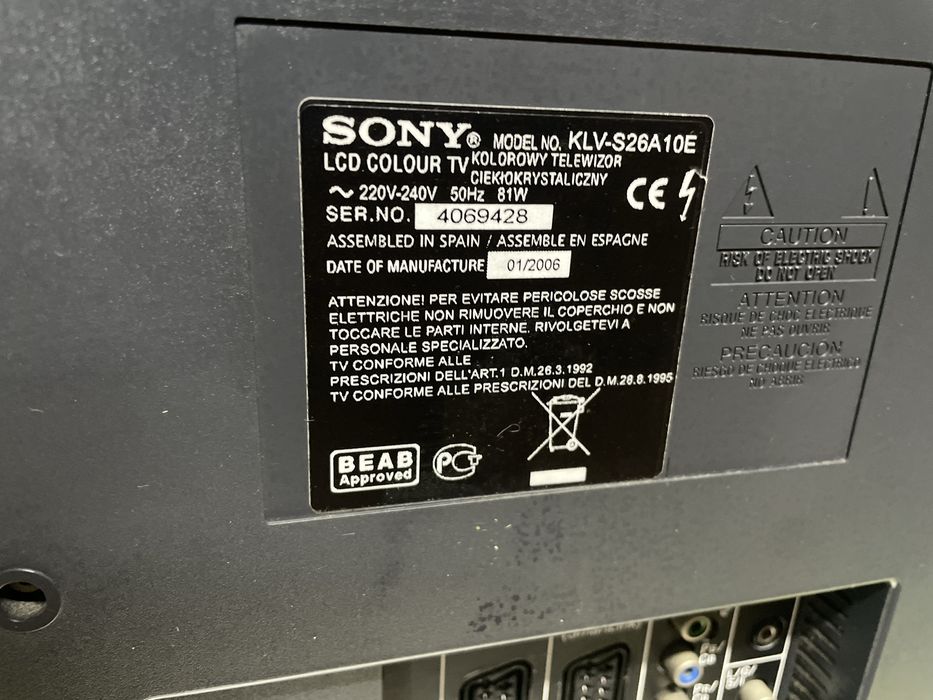 SONY® MODEL NO. KLV-S26A10E
LCD COLOUR TV KOLOROWY TELEWIZOR
CIEKŁOKRYSTALICZNY
~ 220V-240V 50Hz 81W
CE
SER.NO. 4069428
ASSEMBLED IN SPAIN / ASSEMBLE EN ESPAGNE
DATE OF MANUFACTURE 01/2006
ATTENZIONE! PER EVITARE PERICOLOSE SCOSSE
ELETTRICHE NON RIMUOVERE IL COPERCHIO E NON
TOCCARE LE PARTI INTERNE. RIVOLGETEVI A
PERSONALE SPECIALIZZATO.
TV CONFORME ALLE
PRESCRIZIONI DELL'ART.1 D.M.26.3.1992
TV CONFORME ALLE PRESCRIZIONI DEL D.M.28.8.1995
BEAB
Approved
PCT
CAUTION
RISK OF ELECTRIC SHOCK
DO NOT OPEN
ATTENTION
RISQUE DE CHOC ELECTRIQUE
NE PAS OUVRIR
PRECAUCION
RIESGO DE CHOQUE ELECTRICO
NO ABRIR